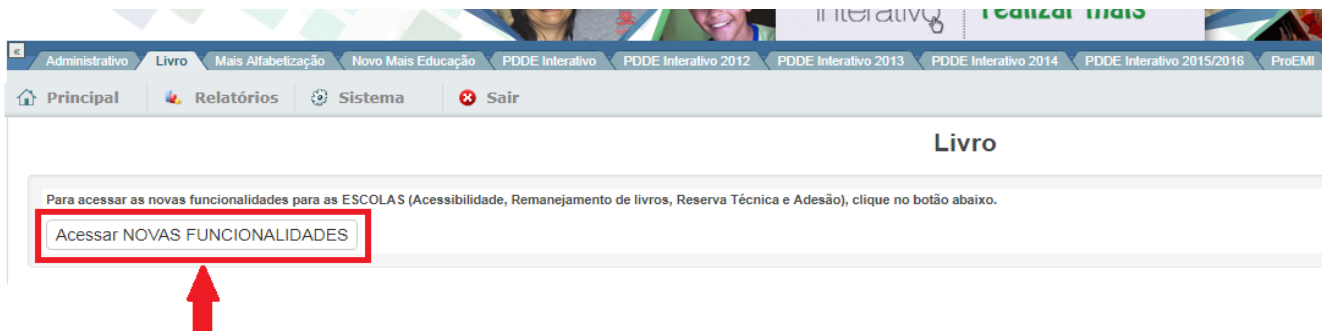 interativo realizar mais
«
Administrativo Livro Mais Alfabetização Novo Mais Educação PDDE Interativo PDDE Interativo 2012 PDDE Interativo 2013 PDDE Interativo 2014 PDDE Interativo 2015/2016 ProEMI
Principal Relatórios Sistema Sair
Livro
Para acessar as novas funcionalidades para as ESCOLAS (Acessibilidade, Remanejamento de livros, Reserva Técnica e Adesão), clique no botão abaixo.
Acessar NOVAS FUNCIONALIDADES